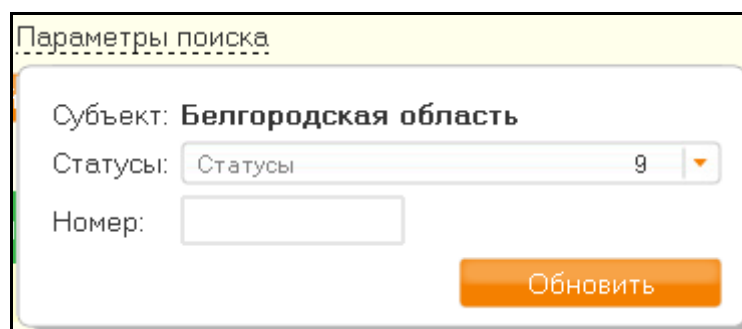 Параметры поиска
Субъект: Белгородская область
Статусы: Статусы 9
Номер:
Обновить